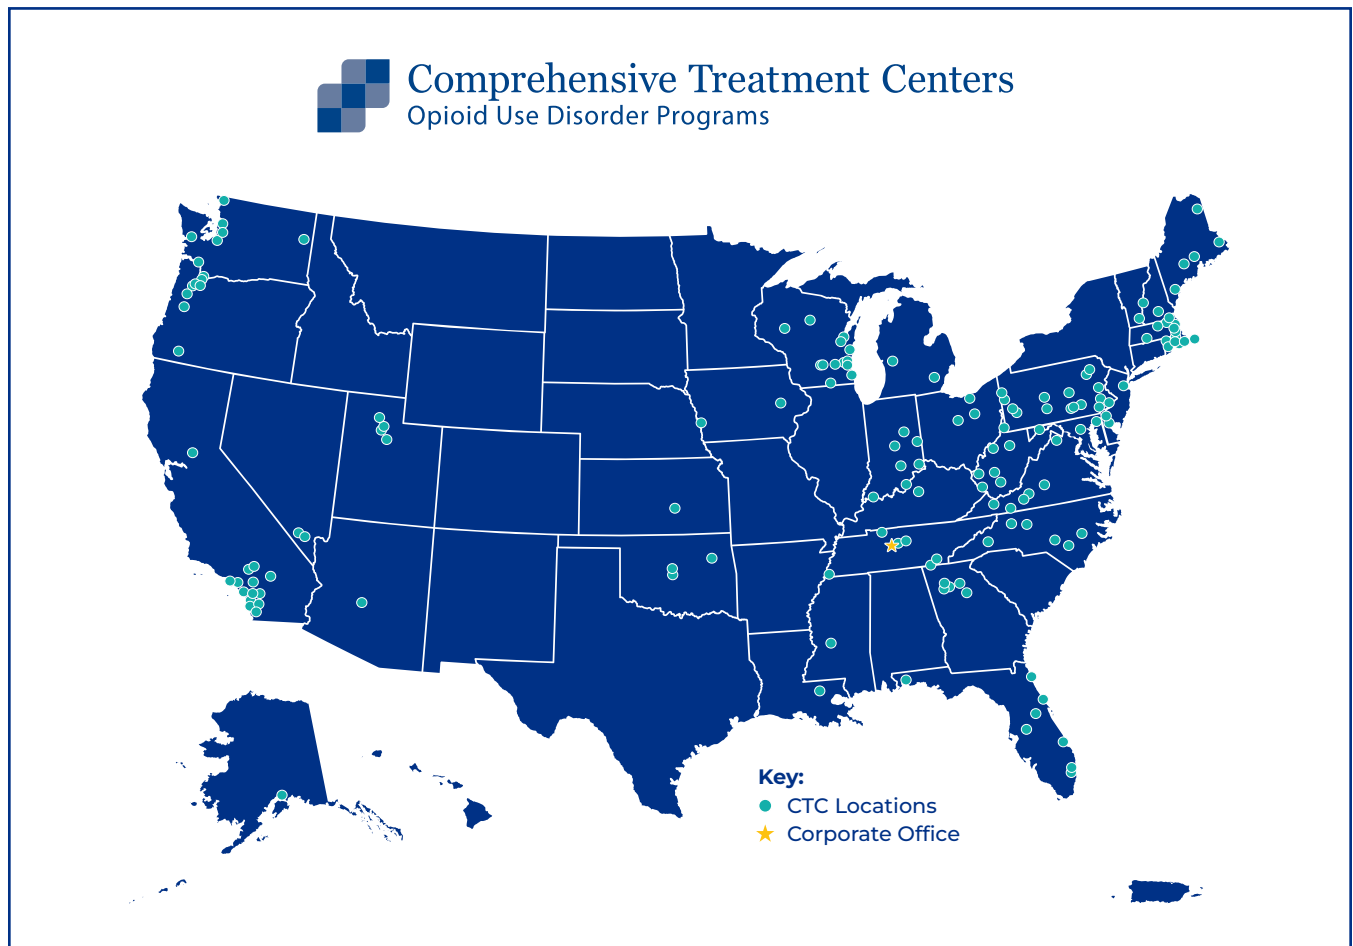 Comprehensive Treatment Centers
Opioid Use Disorder Programs
Key:
CTC Locations
Corporate Office